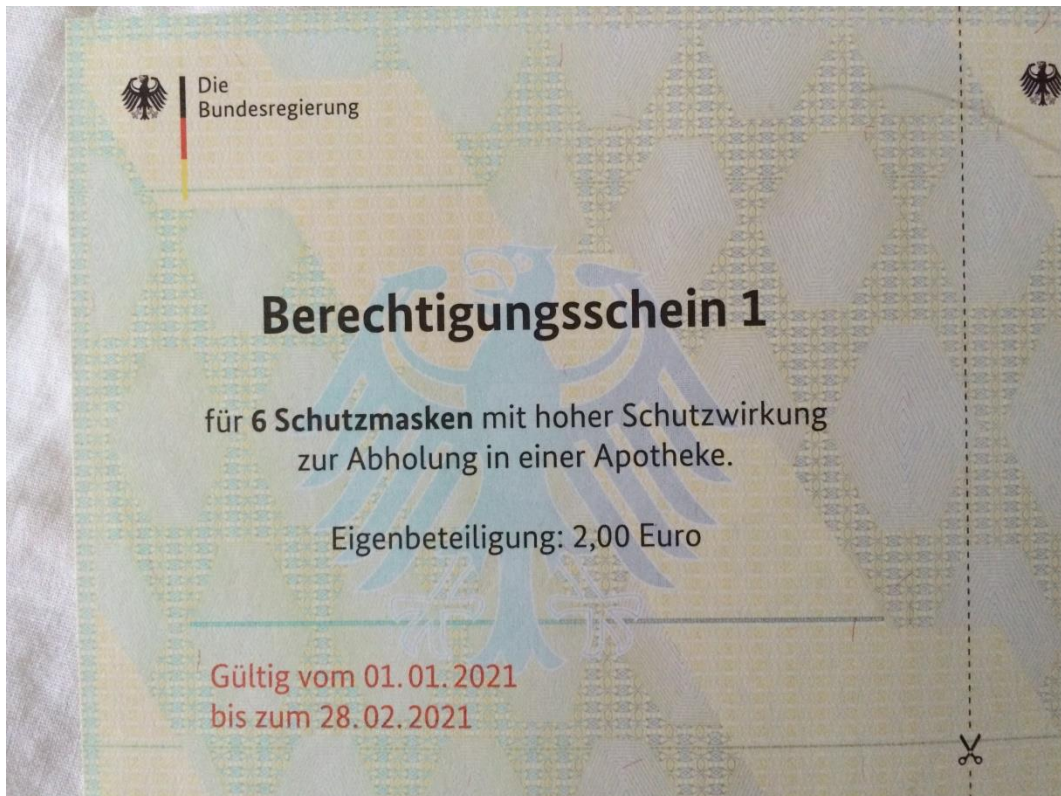 Die
Bundesregierung
Berechtigungsschein 1
für 6 Schutzmasken mit hoher Schutzwirkung
zur Abholung in einer Apotheke.
Eigenbeteiligung: 2,00 Euro
Gültig vom 01.01.2021
bis zum 28.02.2021